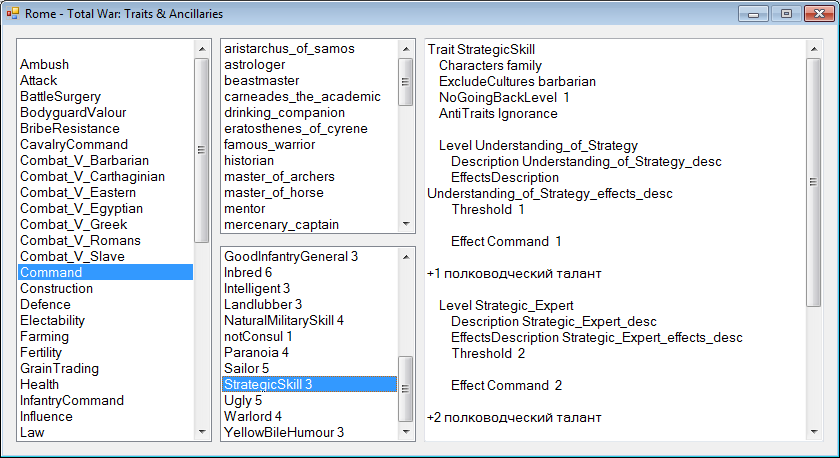 Rome - Total War: Traits & Ancillaries
Ambush
Attack
BattleSurgery
BodyguardValour
BribeResistance
CavalryCommand
Combat_V_Barbarian
Combat_V_Carthaginian
Combat_V_Eastern
Combat_V_Egyptian
Combat_V_Greek
Combat_V_Romans
Combat_V_Slave
Command
Construction
Defence
Electability
Farming
Fertility
GrainTrading
Health
InfantryCommand
Influence
Law
aristarchus_of_samos
astrologer
beastmaster
carneades_the_academic
drinking_companion
eratosthenes_of_cyrene
famous_warrior
historian
master_of_archers
master_of_horse
mentor
mercenary_captain
GoodInfantryGeneral 3
Inbred 6
Intelligent 3
Landlubber 3
NaturalMilitarySkill 4
notConsul 1
Paranoia 4
Sailor 5
StrategicSkill 3
Ugly 5
Warlord 4
YellowBileHumour 3
Trait StrategicSkill
Characters family
ExcludeCultures barbarian
NoGoingBackLevel 1
AntiTraits Ignorance
Level Understanding_of_Strategy
Description Understanding_of_Strategy_desc
EffectsDescription
Understanding_of_Strategy_effects_desc
Threshold 1
Effect Command 1
+1 полководческий талант
Level Strategic_Expert
Description Strategic_Expert_desc
EffectsDescription Strategic_Expert_effects_desc
Threshold 2
Effect Command 2
+2 полководческий талант